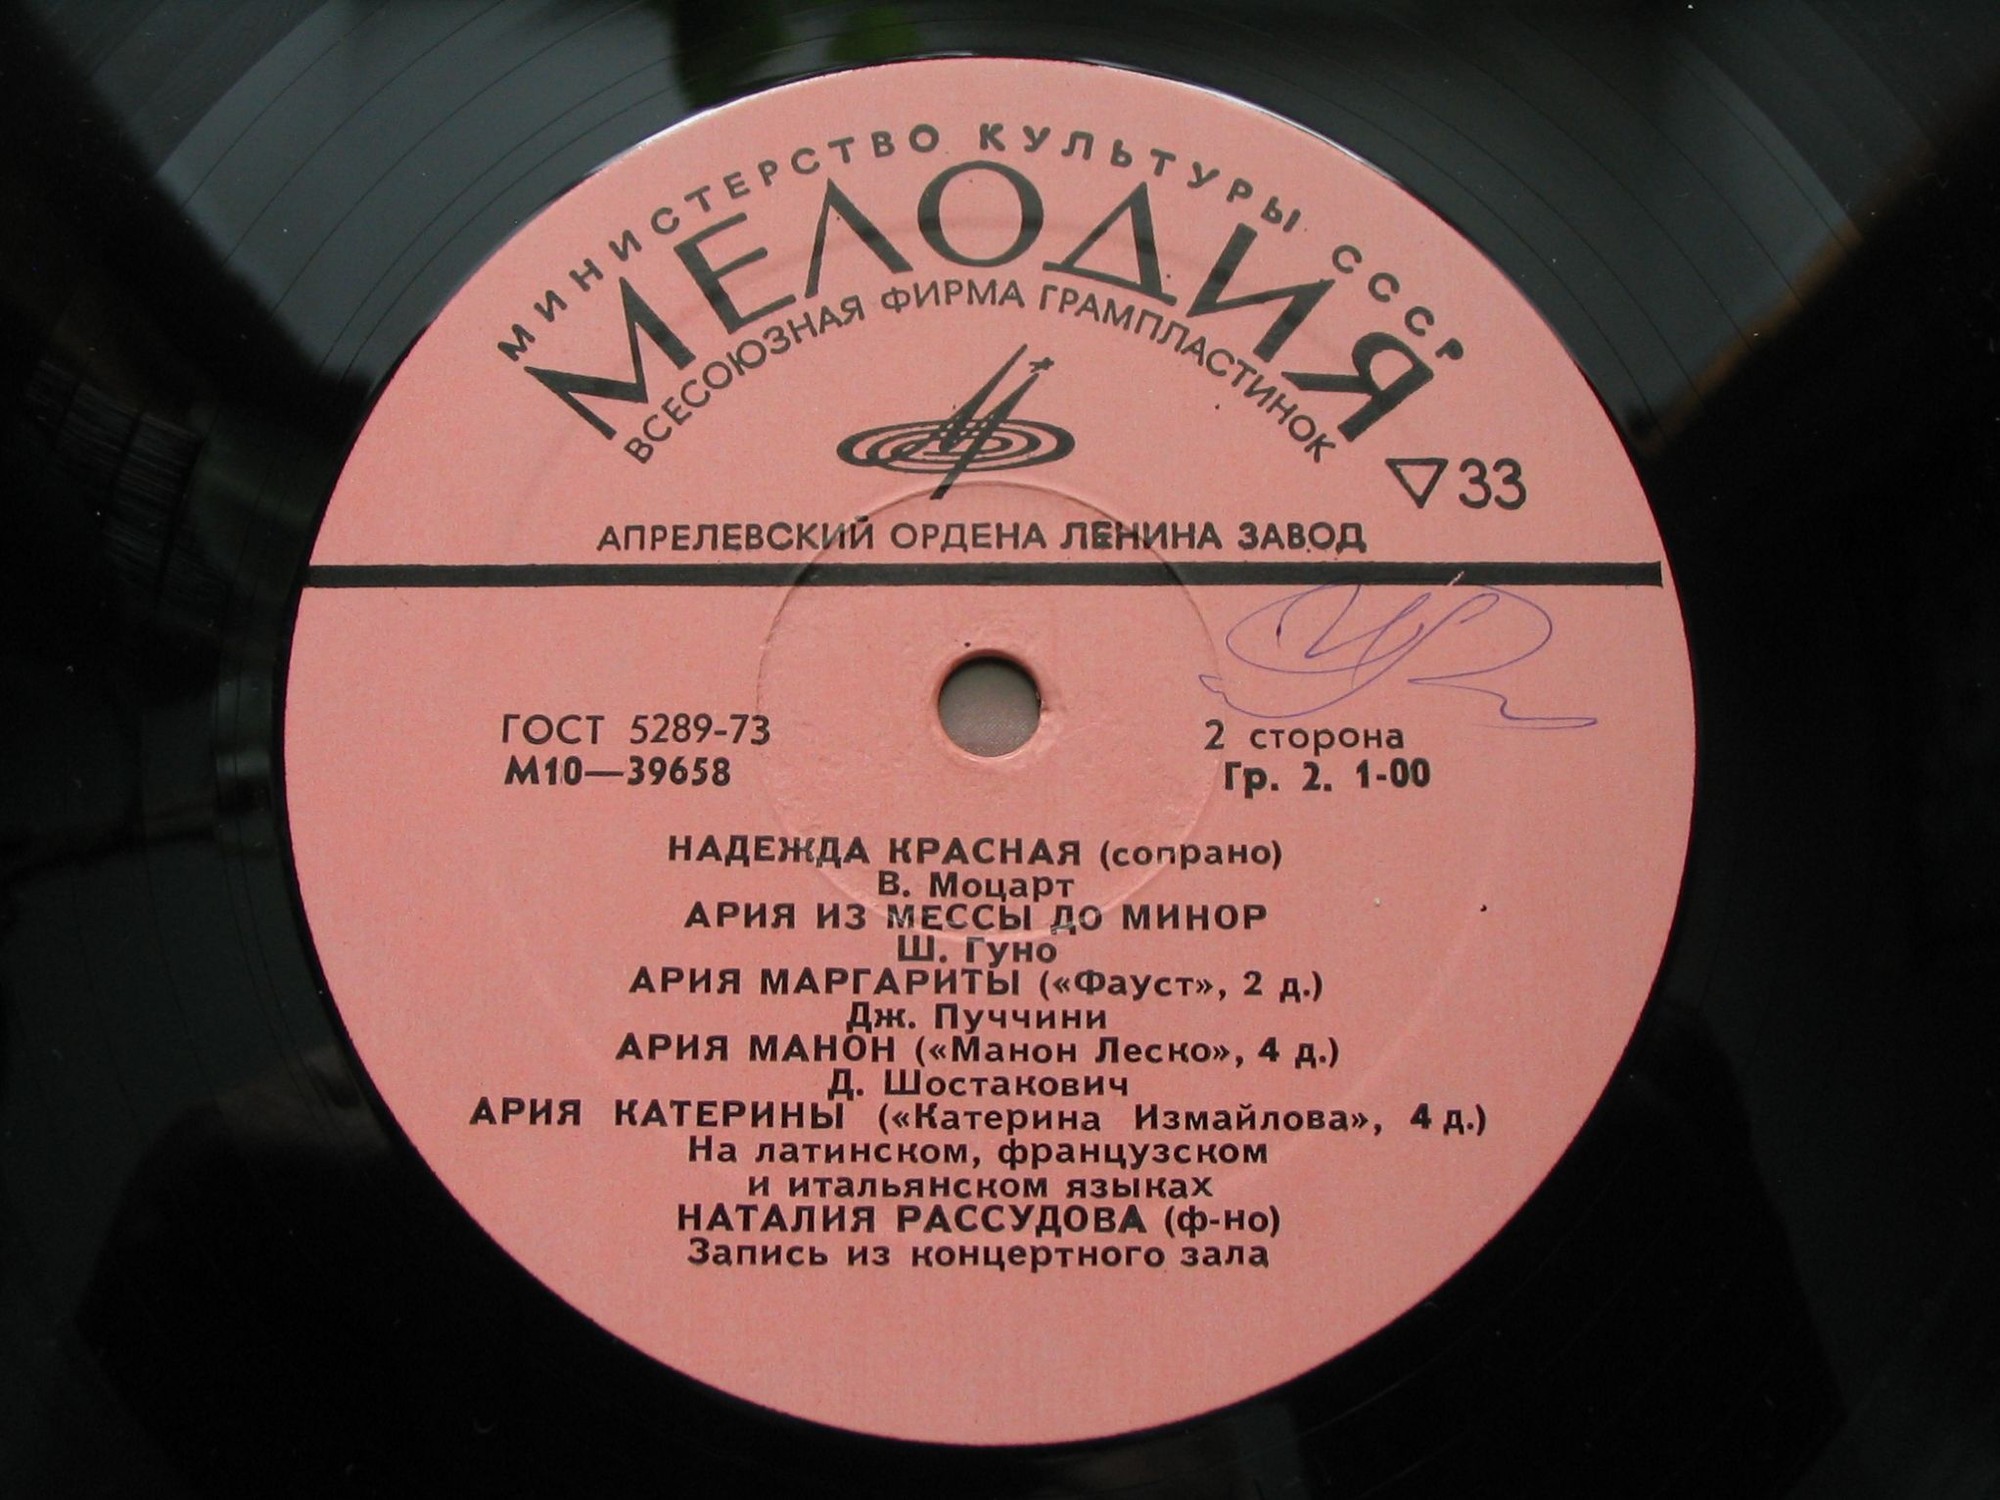 МИНИСТЕРСТВО КУЛЬТУРЫ СССР
МЕЛОДИЯ
ВСЕСОЮЗНАЯ ФИРМА ГРАМПЛАСТИНОК
33
АПРЕЛЕВСКИЙ ОРДЕНА ЛЕНИНА ЗАВОД
ГОСТ 5289-73
М10—39658
2 сторона
Гр. 2. 1-00
НАДЕЖДА КРАСНАЯ (сопрано)
В. Моцарт
АРИЯ ИЗ МЕССЫ ДО МИНОР
Ш. Гуно
АРИЯ МАРГАРИТЫ («Фауст», 2 д.)
Дж. Пуччини
АРИЯ МАНОН («Манон Леско», 4 д.)
Д. Шостакович
АРИЯ КАТЕРИНЫ («Катерина Измайлова», 4 д.)
На латинском, французском
и итальянском языках
НАТАЛИЯ РАССУДОВА (ф-но)
Запись из концертного зала